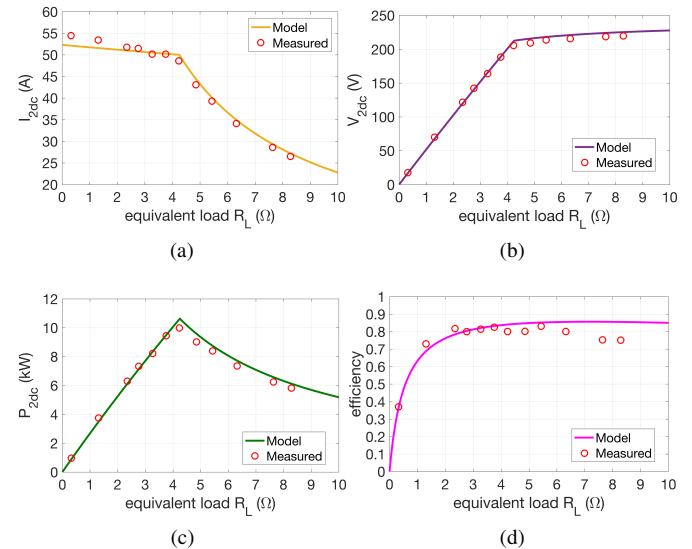 60
55
50
45
40
35
30
25
20
I2dc (A)
Model
Measured
0 1 2 3 4 5 6 7 8 9 10
equivalent load RL (Ω)
(a)
250
200
150
100
50
0
V2dc (V)
Model
Measured
0 1 2 3 4 5 6 7 8 9 10
equivalent load RL (Ω)
(b)
12
10
8
6
4
2
0
P2dc (kW)
Model
Measured
0 1 2 3 4 5 6 7 8 9 10
equivalent load RL (Ω)
(c)
1
0.9
0.8
0.7
0.6
0.5
0.4
0.3
0.2
0.1
0
efficiency
Model
Measured
0 1 2 3 4 5 6 7 8 9 10
equivalent load RL (Ω)
(d)